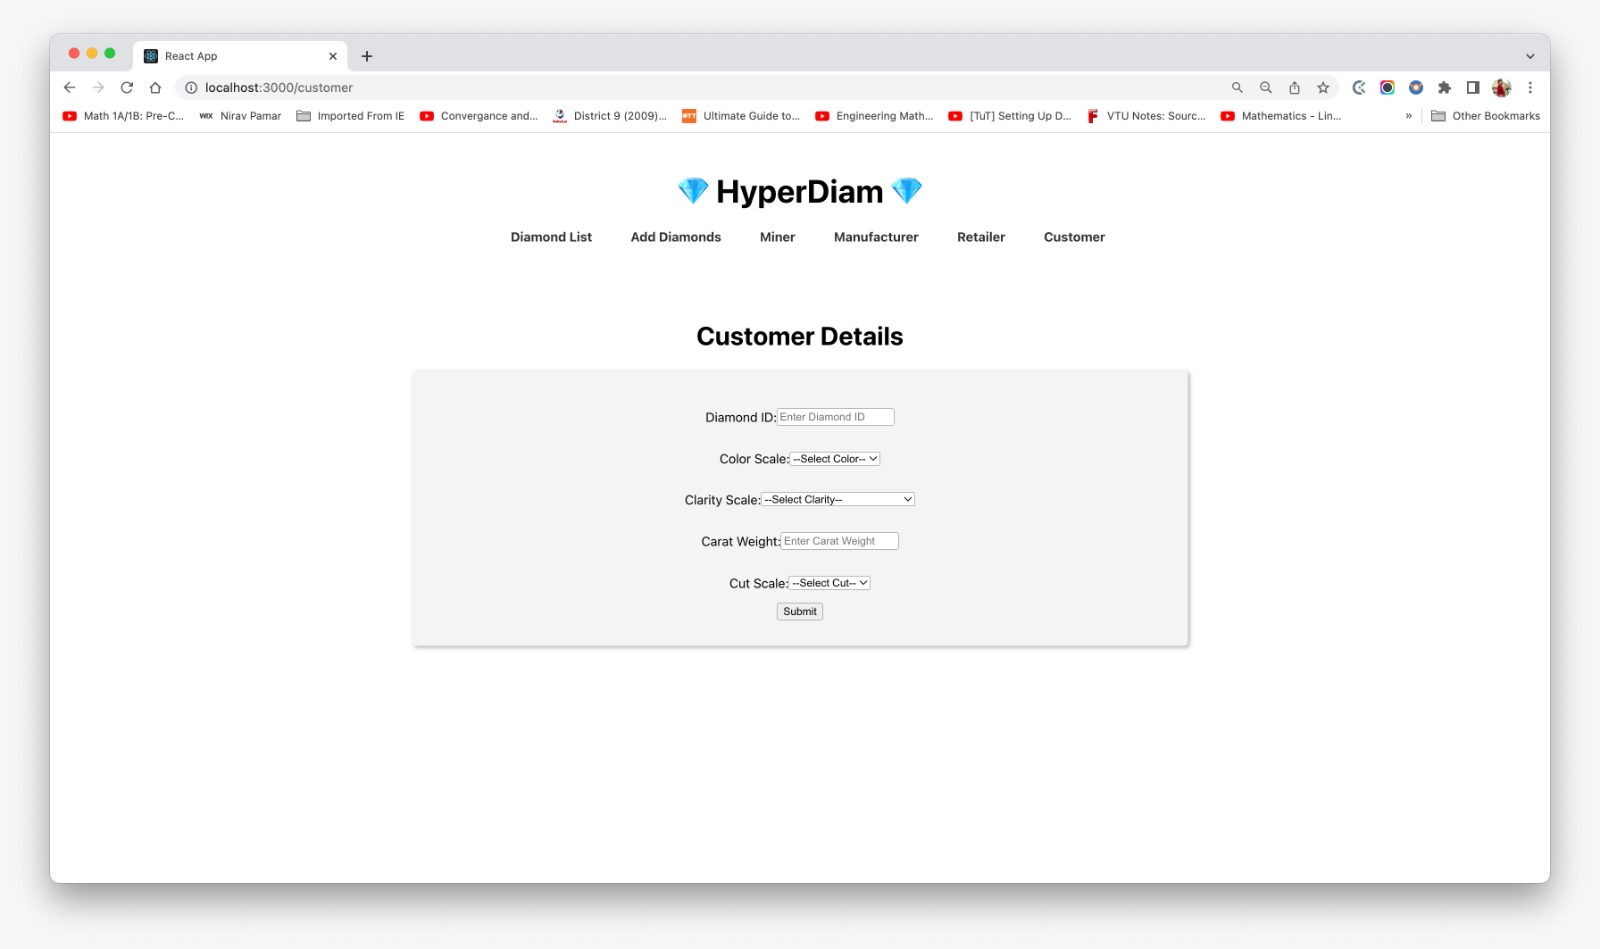 React App
localhost:3000/customer
Math 1A/1B: Pre-C... WIX Nirav Pamar Imported From IE Convergance and... District 9 (2009)... OTT Ultimate Guide to... Engineering Math... [TuT] Setting Up D... VTU Notes: Sourc... Mathematics - Lin... » Other Bookmarks
HyperDiam
Diamond List Add Diamonds Miner Manufacturer Retailer Customer
Customer Details
Diamond ID: Enter Diamond ID
Color Scale: --Select Color--
Clarity Scale: --Select Clarity--
Carat Weight: Enter Carat Weight
Cut Scale: --Select Cut--
Submit